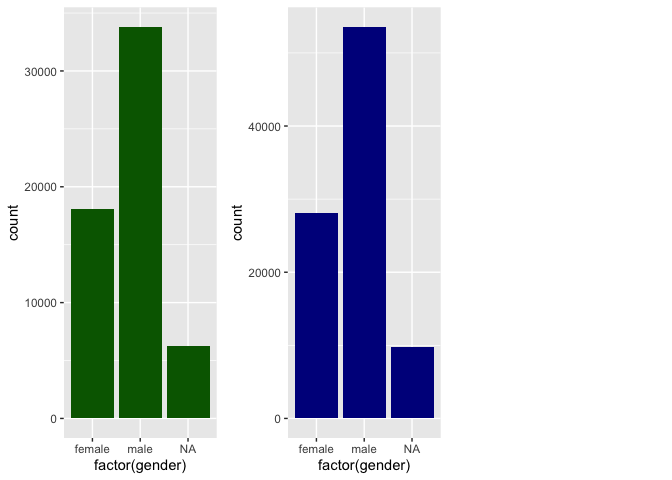 count
30000
20000
10000
0
female male NA
factor(gender)
count
40000
20000
0
female male NA
factor(gender)